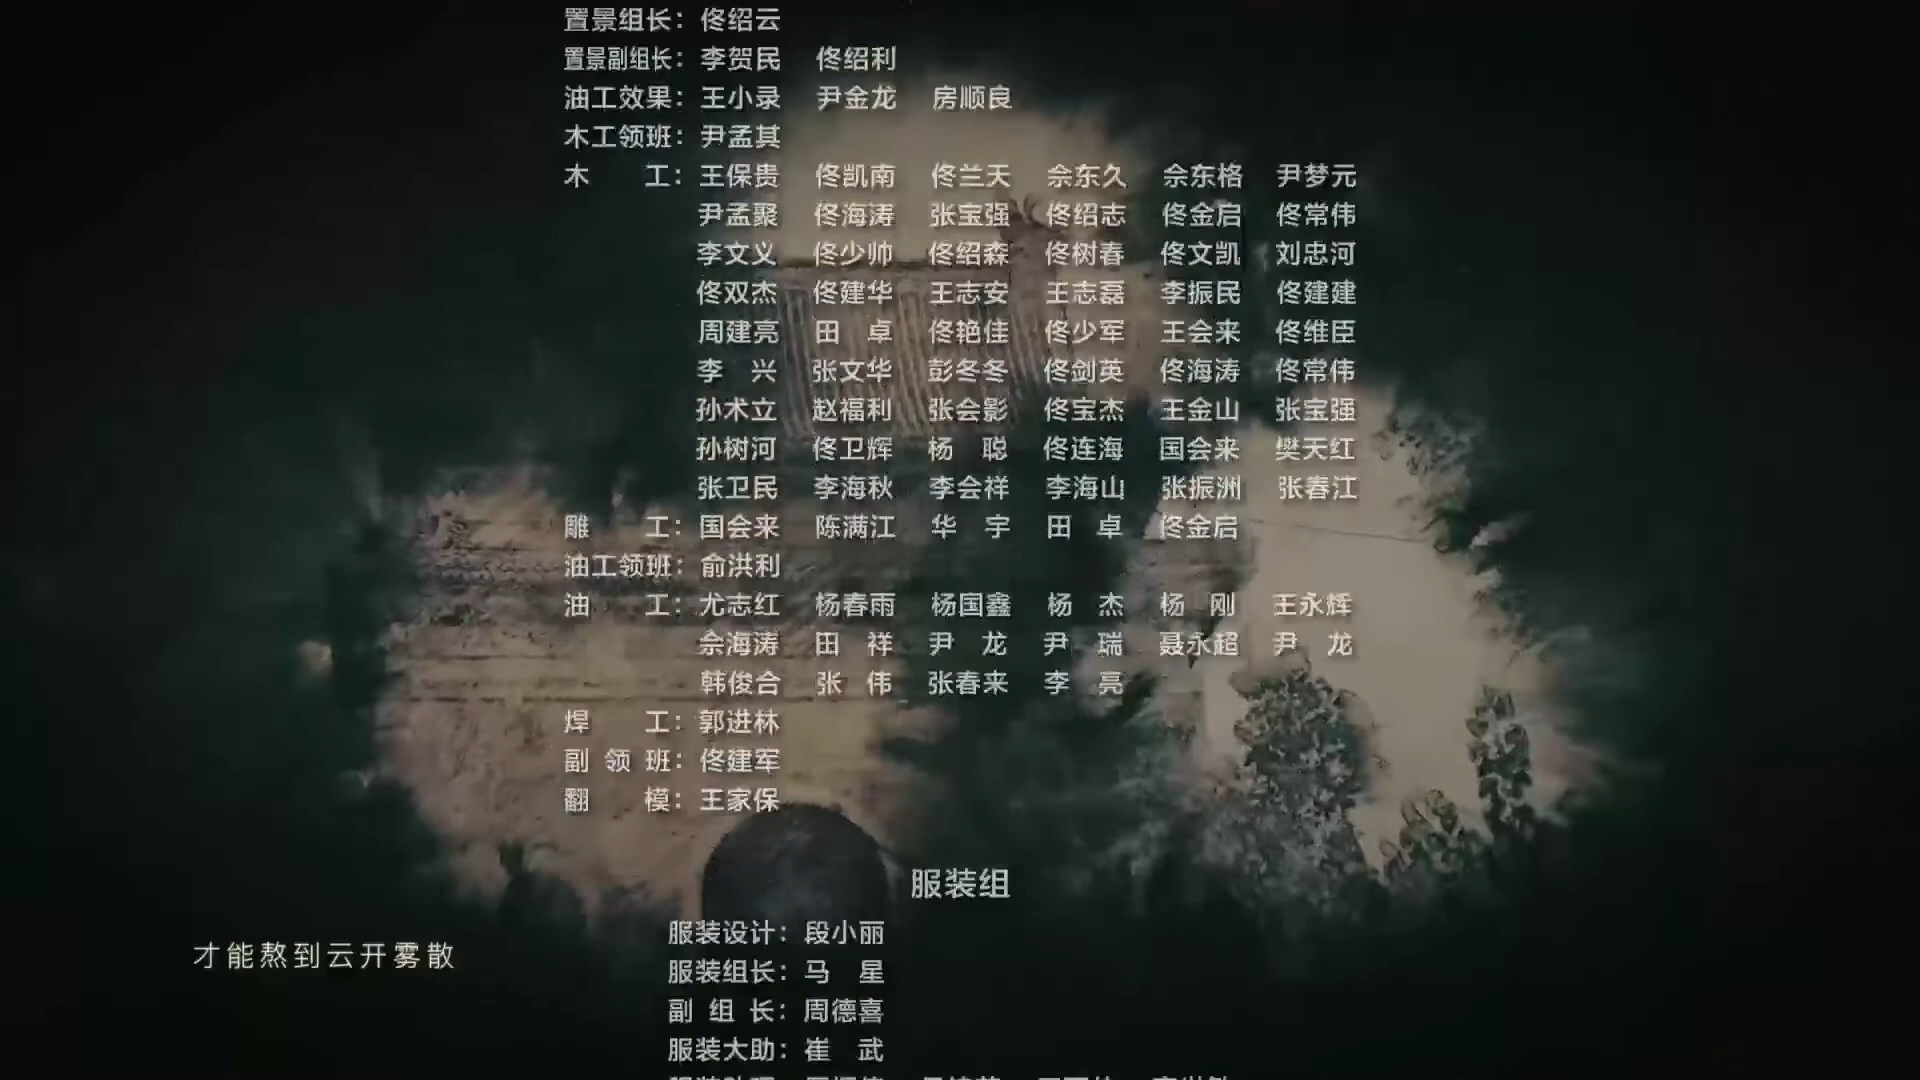 置景组长：佟绍云
置景副组长：李贺民 佟绍利
油工效果：王小录 尹金龙 房顺良
木工领班：尹孟其
木 工：王保贵 佟凯南 佟兰天 佘东久 佘东格 尹梦元
尹孟聚 佟海涛 张宝强 佟绍志 佟金启 佟常伟
李文义 佟少帅 佟绍森 佟树春 佟文凯 刘忠河
佟双杰 佟建华 王志安 王志磊 李振民 佟建建
周建亮 田 卓 佟艳佳 佟少军 王会来 佟维臣
李 兴 张文华 彭冬冬 佟剑英 佟海涛 佟常伟
孙术立 赵福利 张会影 佟宝杰 王金山 张宝强
孙树河 佟卫辉 杨 聪 佟连海 国会来 樊天红
张卫民 李海秋 李会祥 李海山 张振洲 张春江
雕 工：国会来 陈满江 华 宇 田 卓 佟金启
油工领班：俞洪利
油 工：尤志红 杨春雨 杨国鑫 杨 杰 杨 刚 王永辉
佘海涛 田 祥 尹 龙 尹 瑞 聂永超 尹 龙
韩俊合 张 伟 张春来 李 亮
焊 工：郭进林
副 领 班：佟建军
翻 模：王家保
服装组
服装设计：段小丽
才能熬到云开雾散
服装组长：马 星
副 组 长：周德喜
服装大助：崔 武